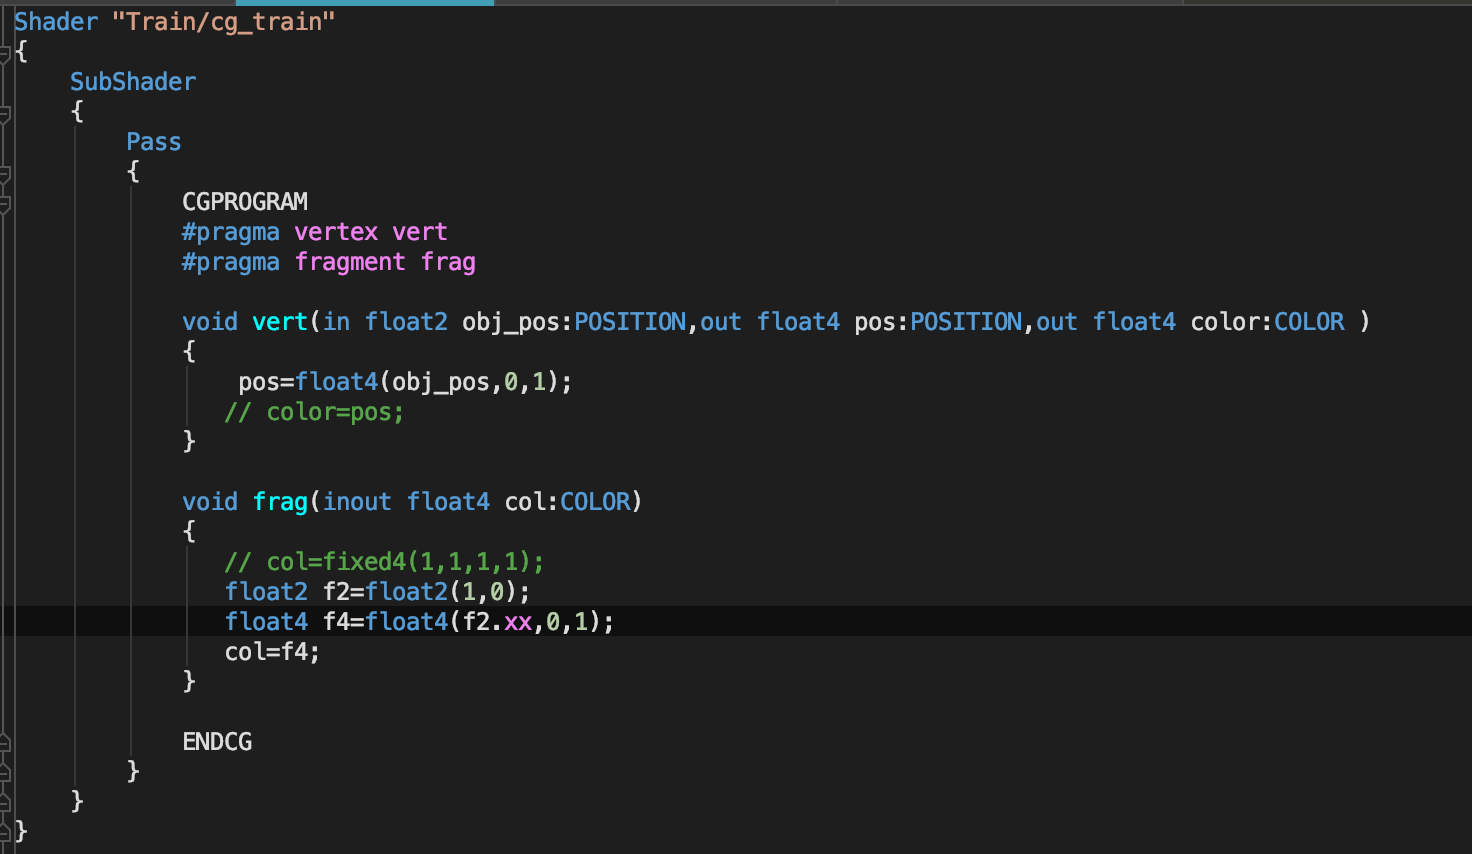 Shader "Train/cg_train"
{
    SubShader
    {
        Pass
        {
            CGPROGRAM
            #pragma vertex vert
            #pragma fragment frag

            void vert(in float2 obj_pos:POSITION,out float4 pos:POSITION,out float4 color:COLOR )
            {
                pos=float4(obj_pos,0,1);
               // color=pos;
            }

            void frag(inout float4 col:COLOR)
            {
               // col=fixed4(1,1,1,1);
               float2 f2=float2(1,0);
               float4 f4=float4(f2.xx,0,1);
               col=f4;
            }

            ENDCG
        }
    }
}